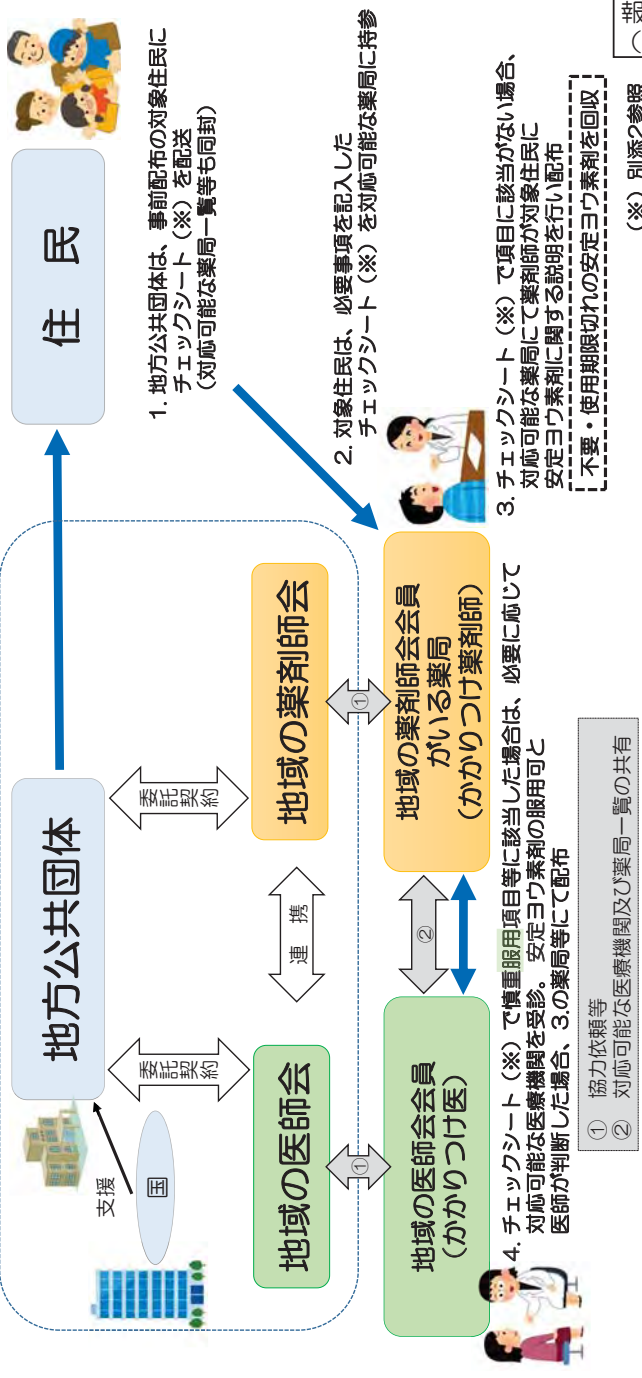 支援
国
地方公共団体
住　民
委託契約
委託契約
地域の医師会
連　携
地域の薬剤師会
①
①
地域の医師会会員
(かかりつけ医)
②
地域の薬剤師会会員
がいる薬局
(かかりつけ薬剤師)
1. 地方公共団体は、事前配布の対象住民に
チェックシート（※）を配送
(対応可能な薬局一覧等も同封)
2. 対象住民は、必要事項を記入した
チェックシート（※）を対応可能な薬局に持参
3. チェックシート（※）で項目に該当がない場合、
対応可能な薬局にて薬剤師が対象住民に
安定ヨウ素剤に関する説明を行い配布
不要・使用期限切れの安定ヨウ素剤を回収
4. チェックシート（※）で慎重服用項目等に該当した場合は、必要に応じて
対応可能な医療機関を受診。安定ヨウ素剤の服用可と
医師が判断した場合、3.の薬局等にて配布
① 協力依頼等
② 対応可能な医療機関及び薬局一覧の共有
（※）別添2参照